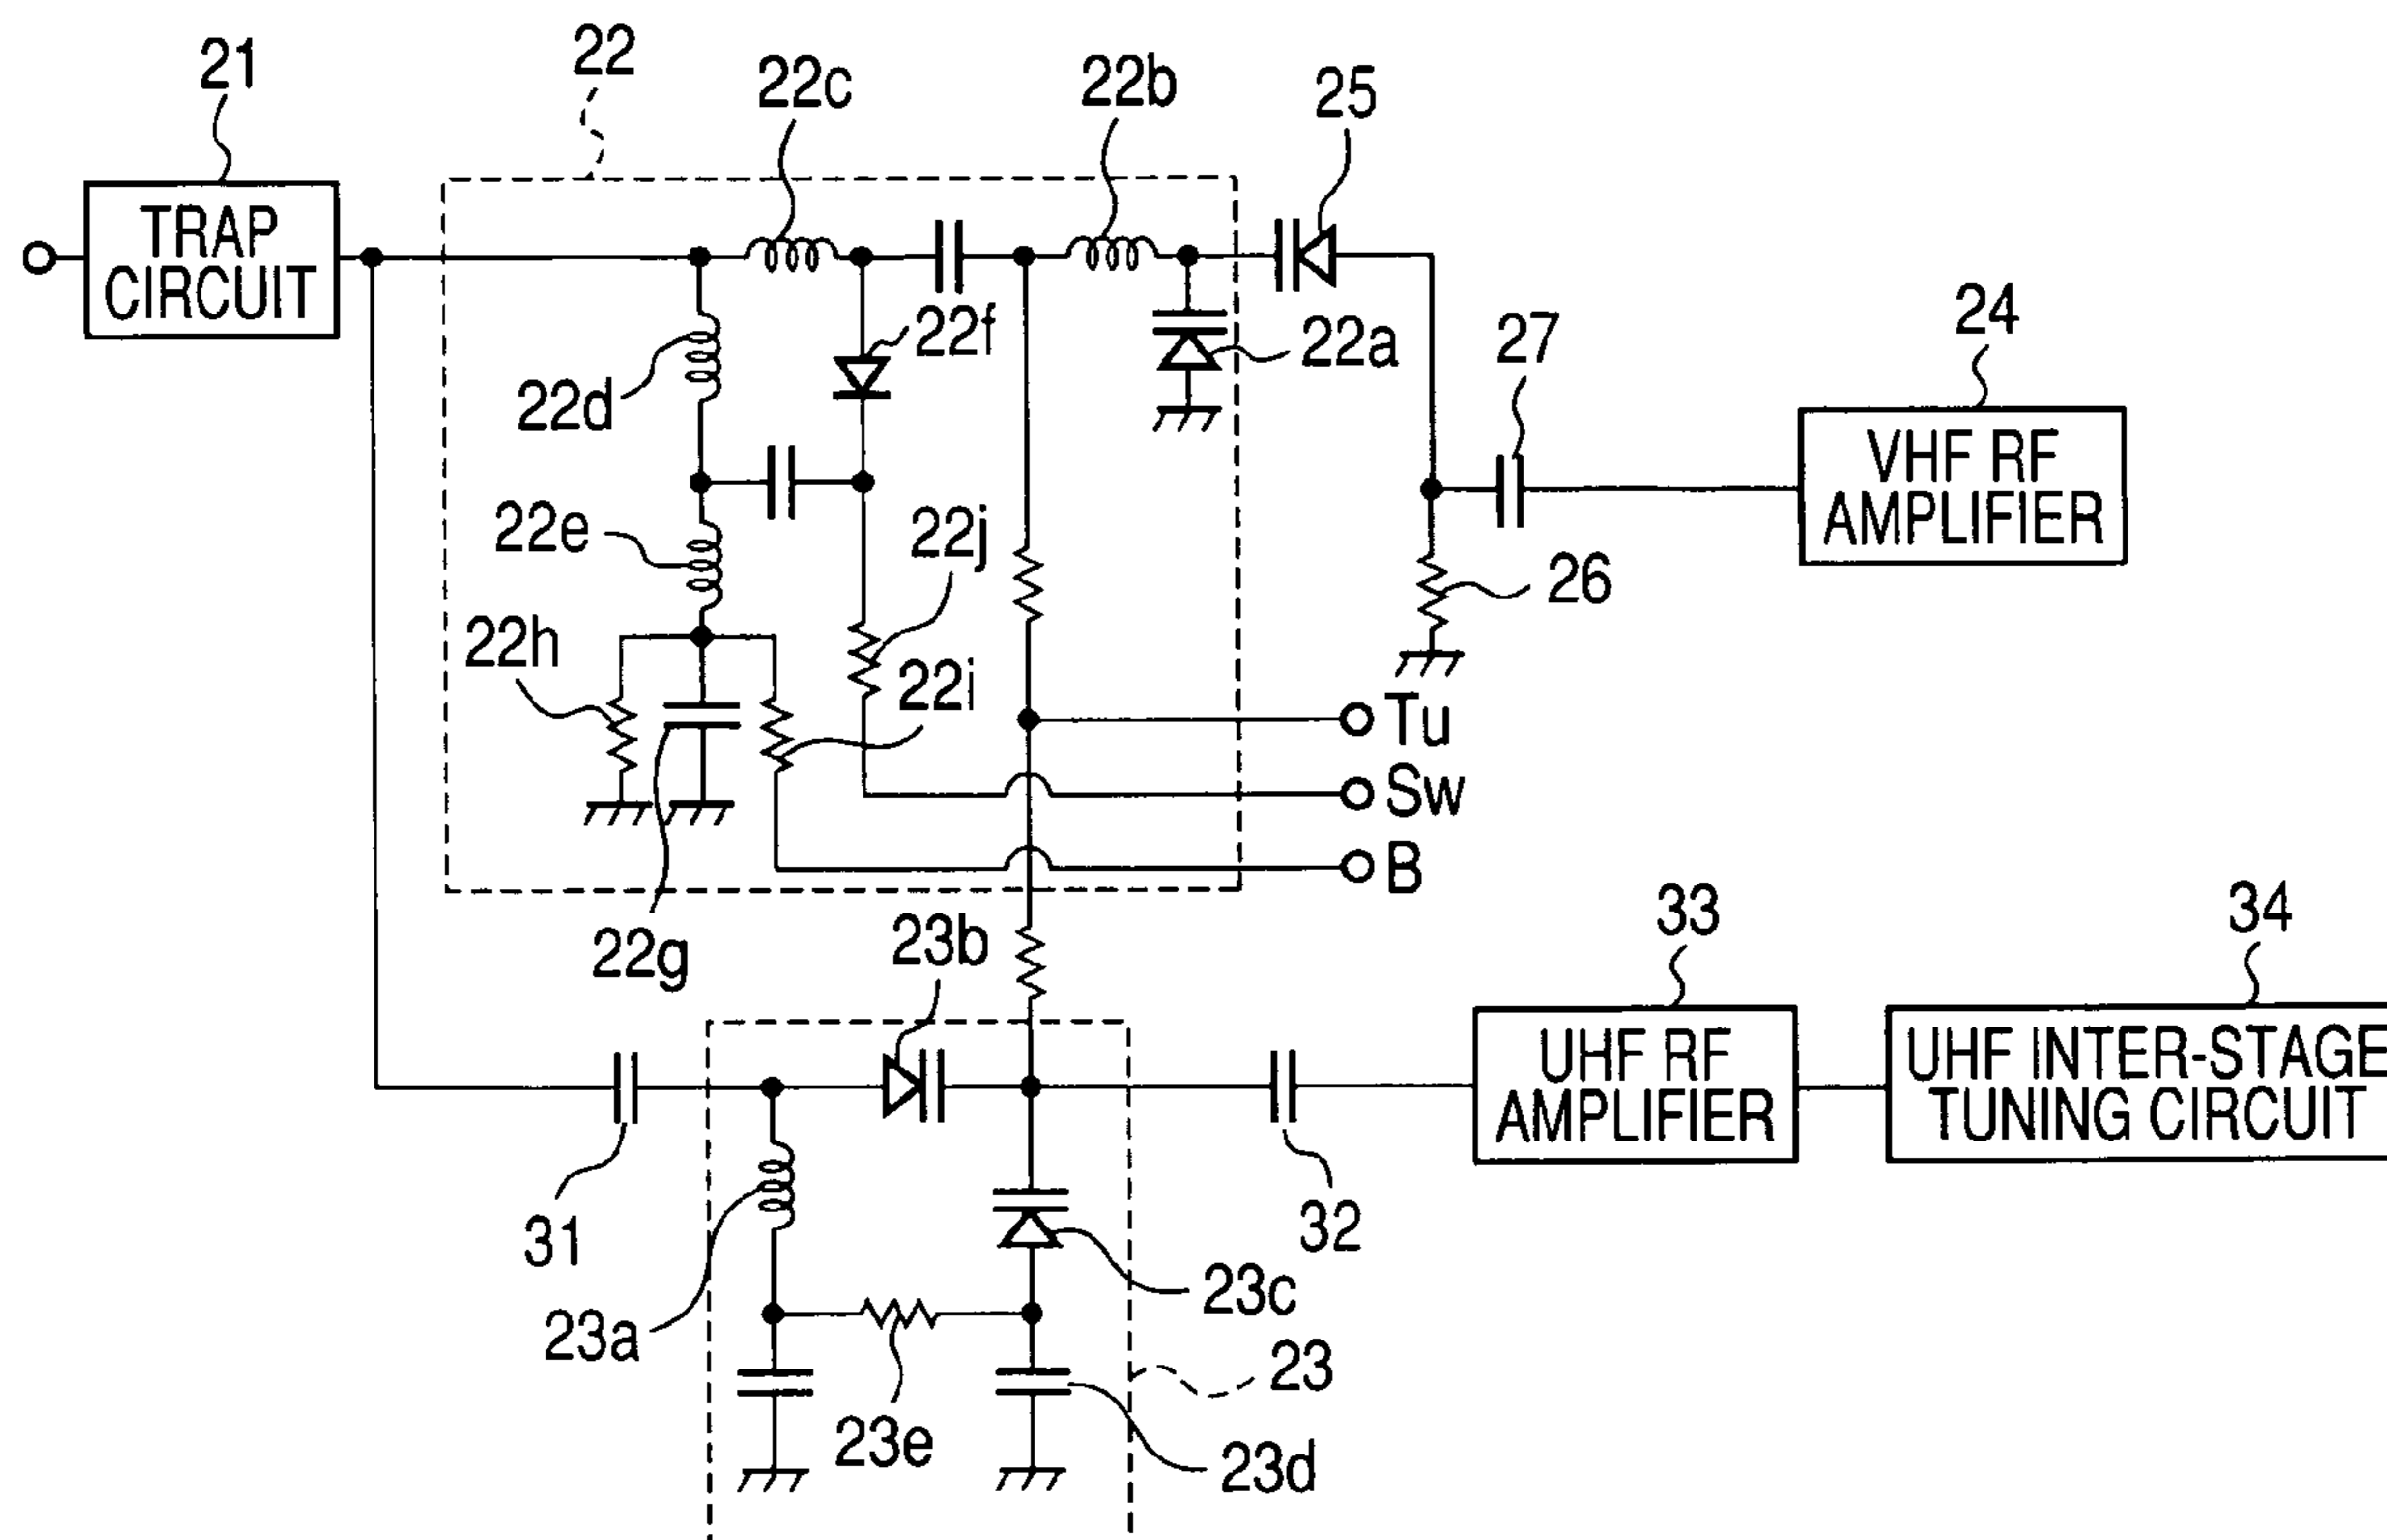 21
22
22c
22b
25
TRAP
CIRCUIT
22f
22a
27
24
22d
VHF RF
AMPLIFIER
22e
22j
26
22h
22i
Tu
Sw
B
22g
23b
33
34
UHF RF
AMPLIFIER
UHF INTER-STAGE
TUNING CIRCUIT
31
32
23a
23c
23
23e
23d